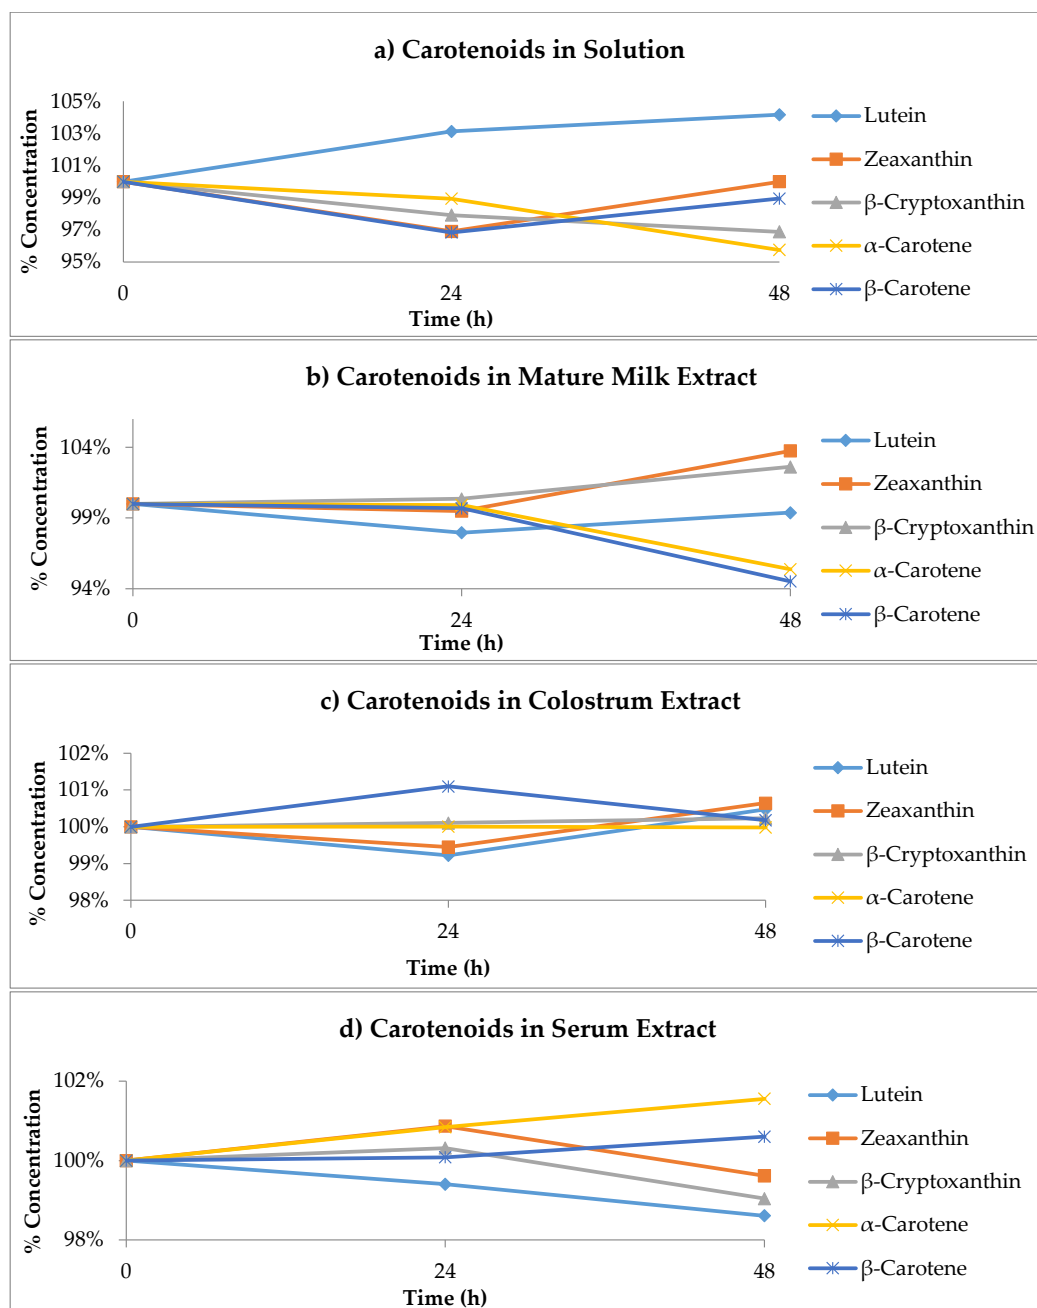 a) Carotenoids in Solution
% Concentration
105%
103%
101%
99%
97%
95%
0
24
48
Time (h)
Lutein
Zeaxanthin
β-Cryptoxanthin
α-Carotene
β-Carotene
b) Carotenoids in Mature Milk Extract
% Concentration
104%
99%
94%
0
24
48
Time (h)
Lutein
Zeaxanthin
β-Cryptoxanthin
α-Carotene
β-Carotene
c) Carotenoids in Colostrum Extract
% Concentration
102%
101%
100%
99%
98%
0
24
48
Time (h)
Lutein
Zeaxanthin
β-Cryptoxanthin
α-Carotene
β-Carotene
d) Carotenoids in Serum Extract
% Concentration
102%
100%
98%
0
24
48
Time (h)
Lutein
Zeaxanthin
β-Cryptoxanthin
α-Carotene
β-Carotene